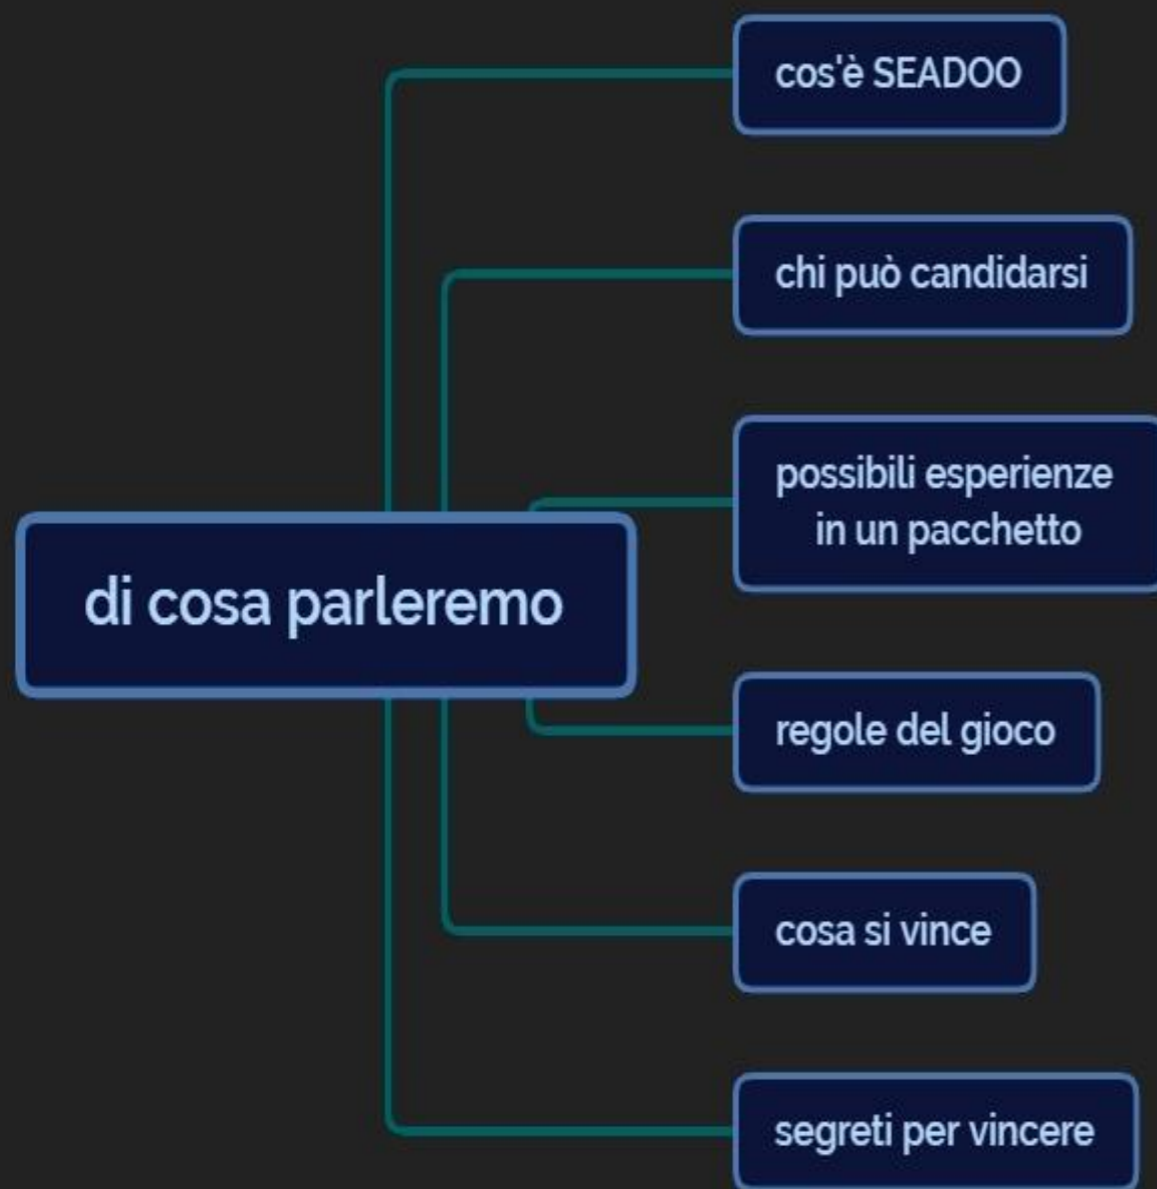 cos'è SEADOO
chi può candidarsi
possibili esperienze
in un pacchetto
di cosa parleremo
regole del gioco
cosa si vince
segreti per vincere